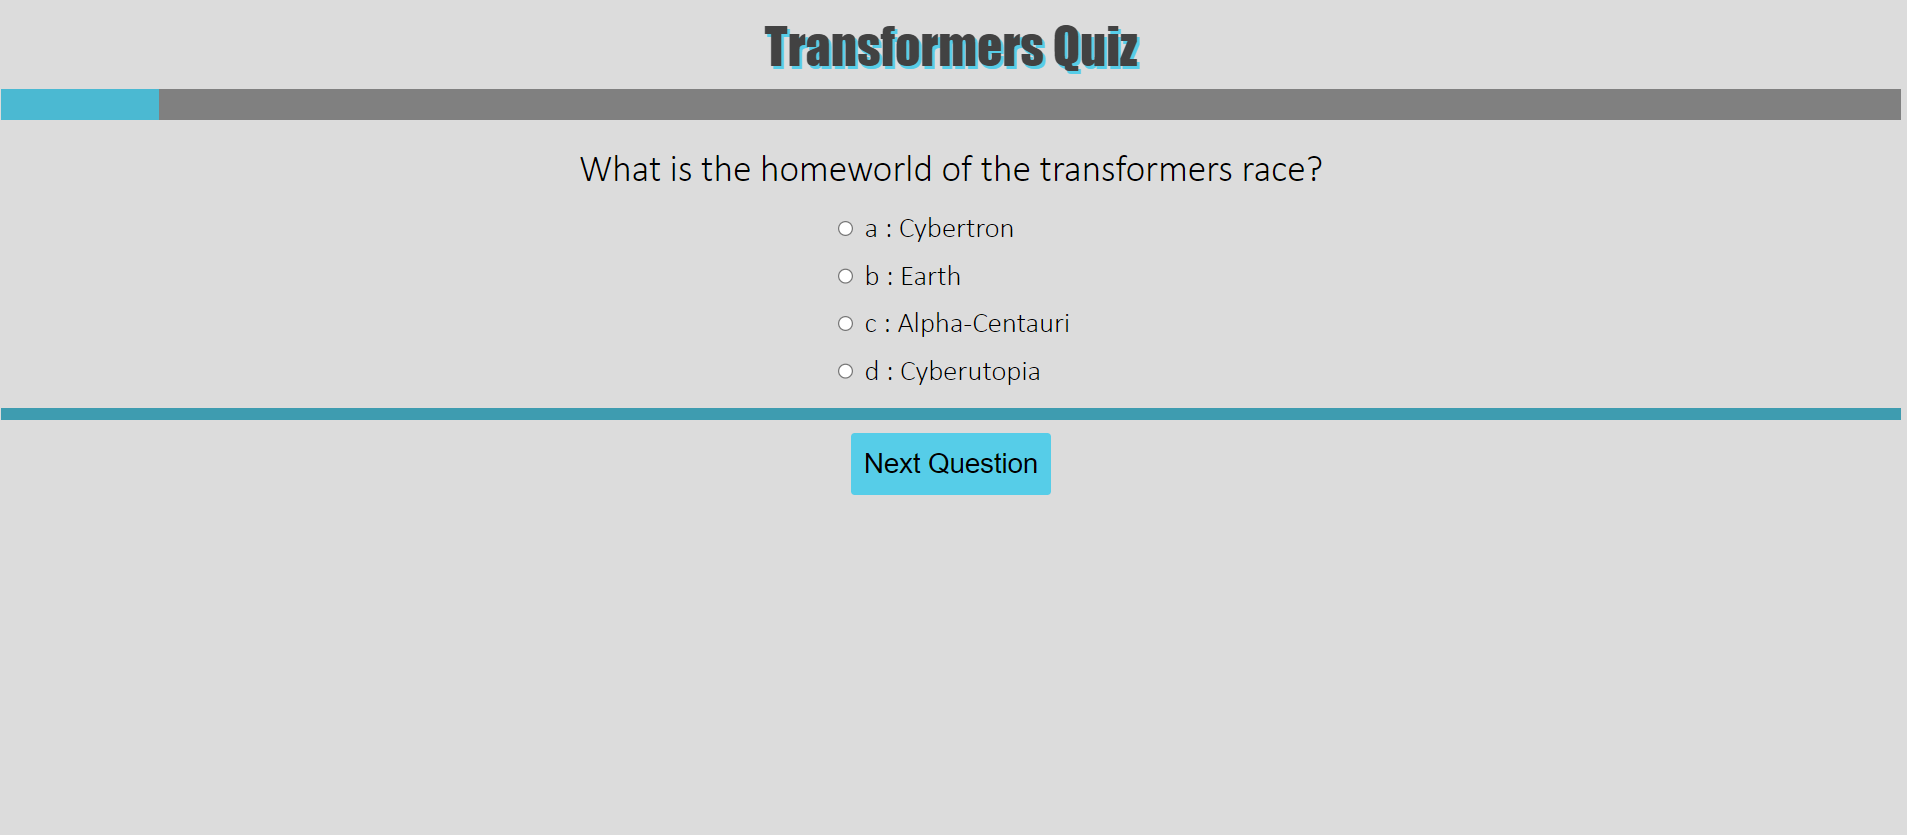 Transformers Quiz
What is the homeworld of the transformers race?
a : Cybertron
b : Earth
c : Alpha-Centauri
d : Cyberutopia
Next Question